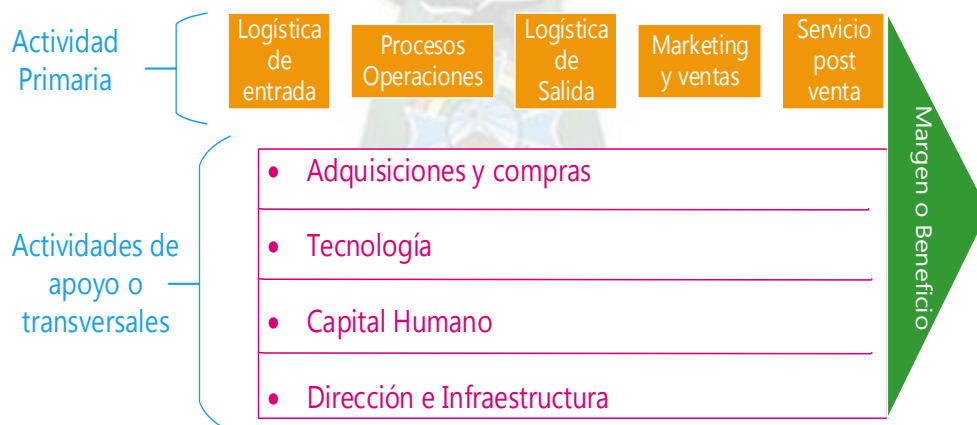 Actividad
Primaria
Logística
de
entrada
Procesos
Operaciones
Logística
de
Salida
Marketing
y ventas
Servicio
post
venta
Actividades de
apoyo o
transversales
• Adquisiciones y compras
• Tecnología
• Capital Humano
• Dirección e Infraestructura
Margen o Beneficio